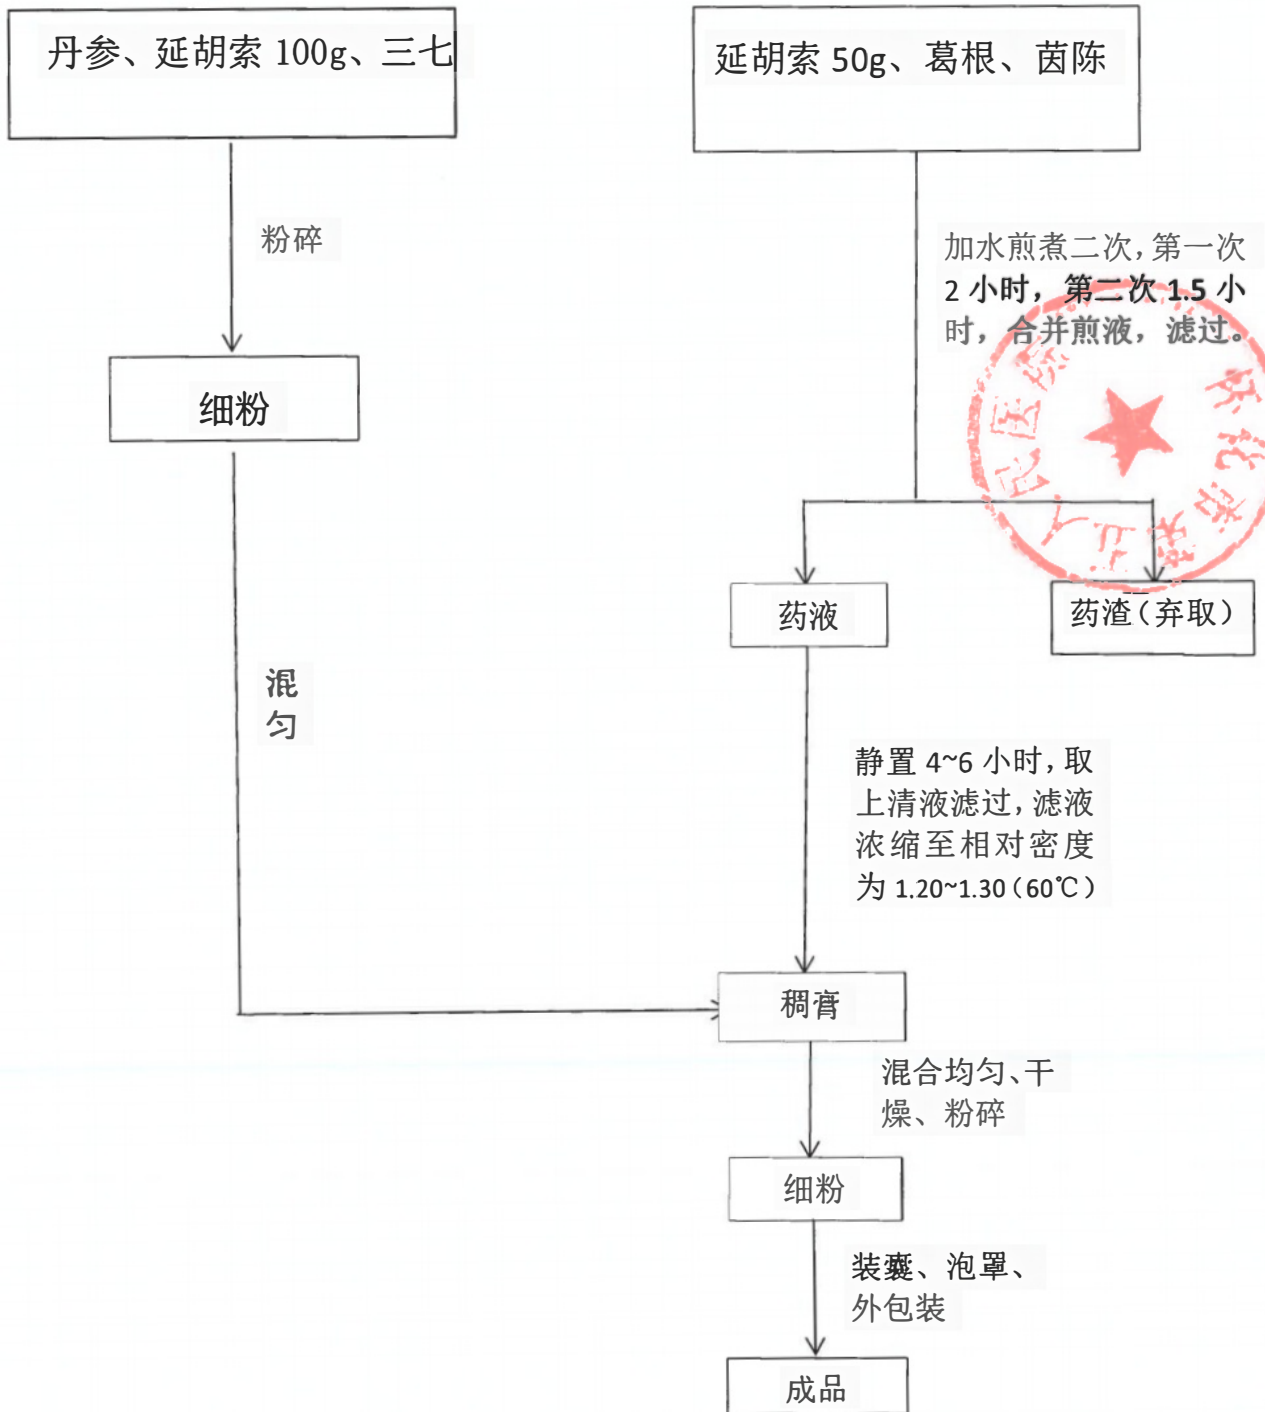 丹参、延胡索 100g、三七
延胡索 50g、葛根、茵陈
粉碎
加水煎煮二次,第一次
2 小时，第二次 1.5 小
时，合并煎液，滤过。
细粉
药液
药渣(弃取)
混
匀
静置 4~6 小时,取
上清液滤过,滤液
浓缩至相对密度
为 1.20~1.30(60℃)
稠膏
混合均匀、干
燥、粉碎
细粉
装囊、泡罩、
外包装
成品